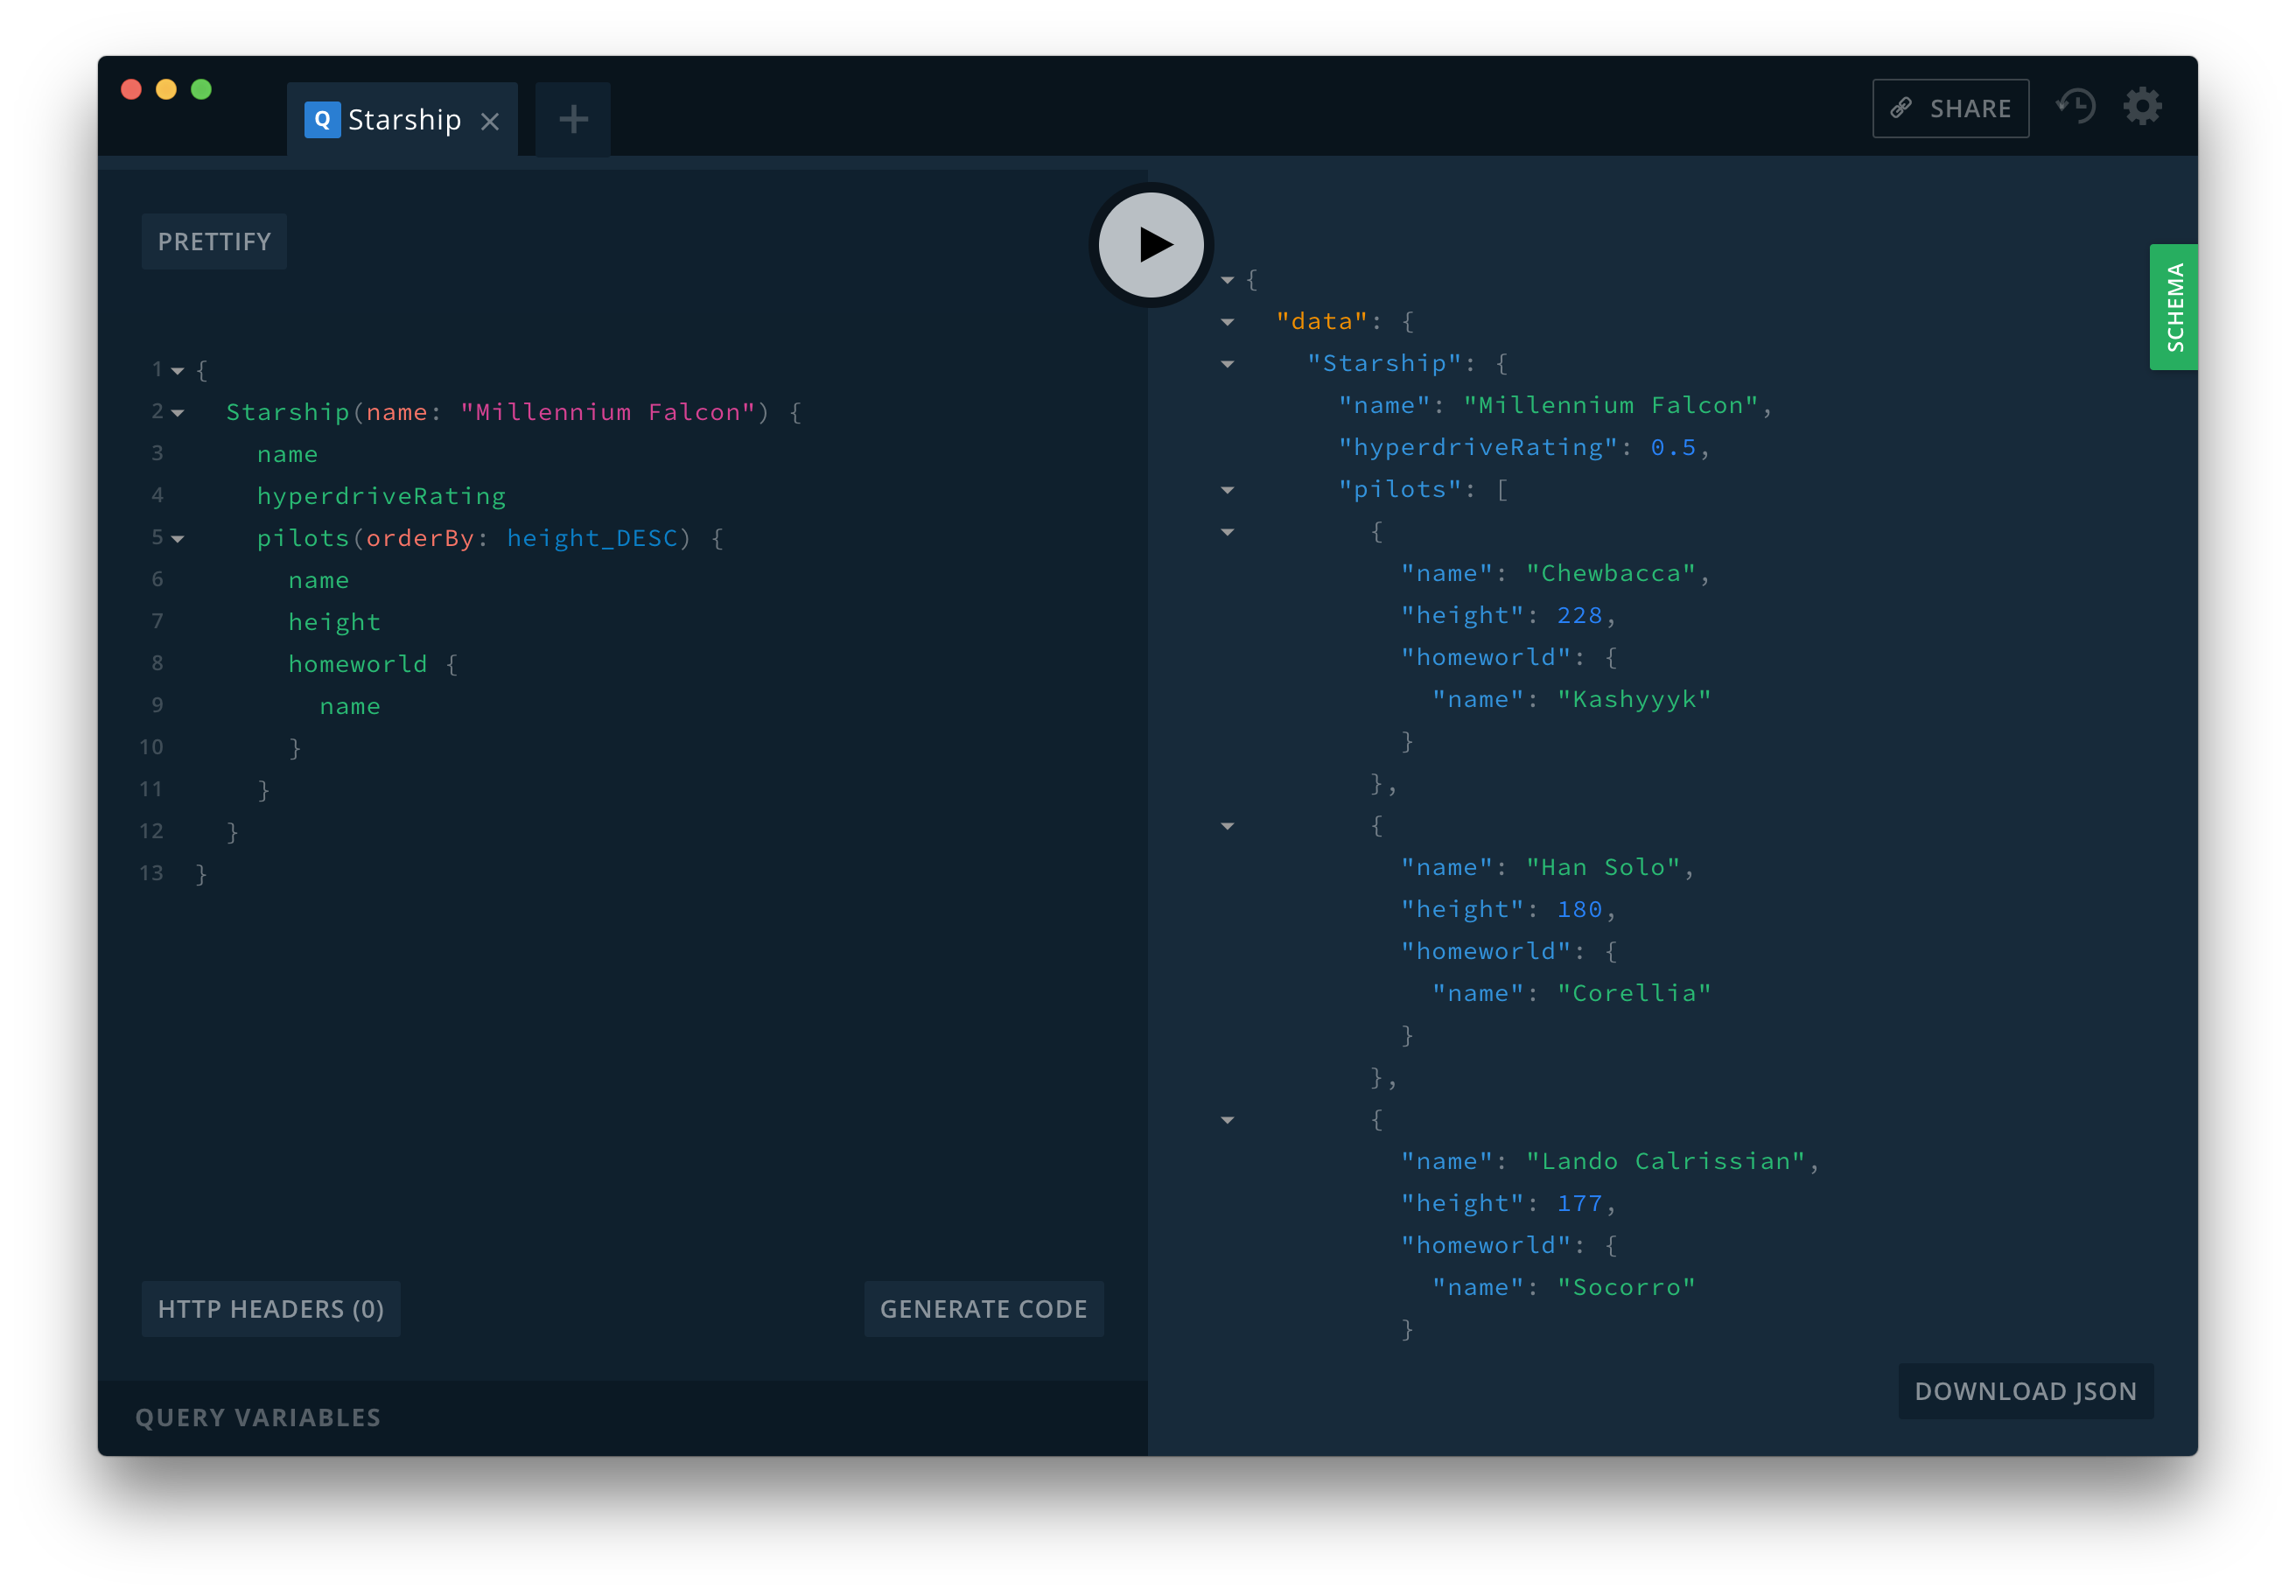 Q Starship
SHARE
PRETTIFY
1 {
2 Starship(name: "Millennium Falcon") {
3 name
4 hyperdriveRating
5 pilots(orderBy: height_DESC) {
6 name
7 height
8 homeworld {
9 name
10 }
11 }
12 }
13 }
HTTP HEADERS (0)
GENERATE CODE
QUERY VARIABLES
{
"data": {
"Starship": {
"name": "Millennium Falcon",
"hyperdriveRating": 0.5,
"pilots": [
{
"name": "Chewbacca",
"height": 228,
"homeworld": {
"name": "Kashyyyk"
}
},
{
"name": "Han Solo",
"height": 180,
"homeworld": {
"name": "Corellia"
}
},
{
"name": "Lando Calrissian",
"height": 177,
"homeworld": {
"name": "Socorro"
}
SCHEMA
DOWNLOAD JSON